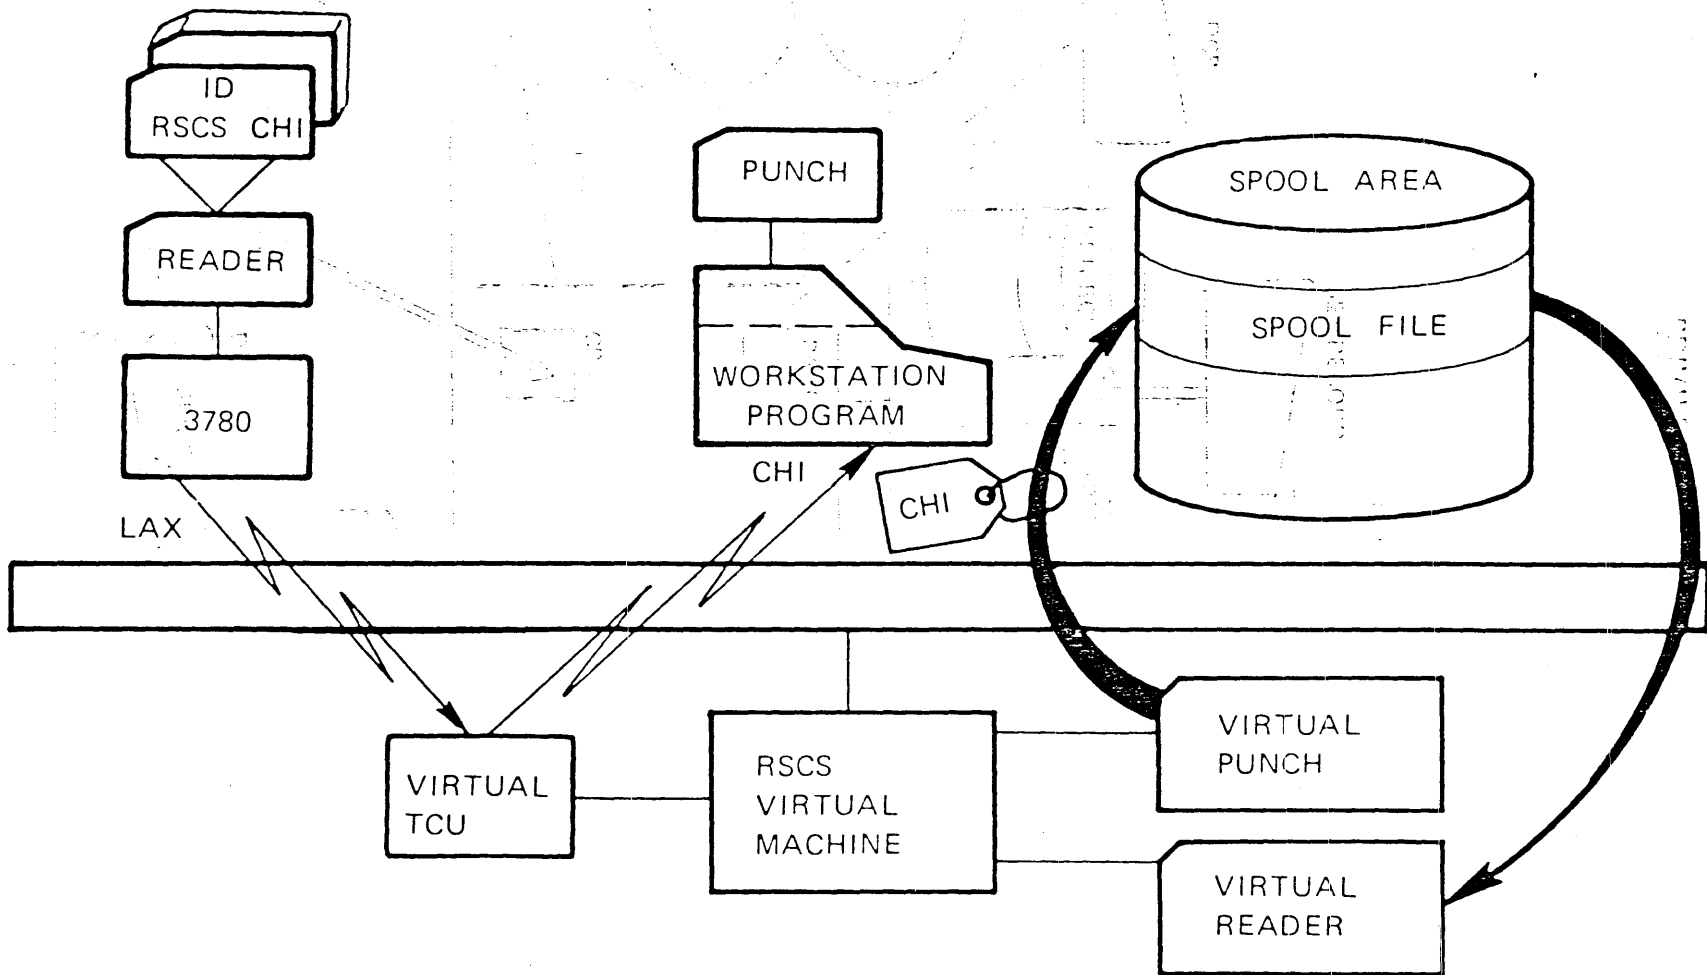 ID
RSCS CHI
READER
3780
LAX
PUNCH
WORKSTATION
PROGRAM
CHI
CHI
SPOOL AREA
SPOOL FILE
VIRTUAL
TCU
RSCS
VIRTUAL
MACHINE
VIRTUAL
PUNCH
VIRTUAL
READER